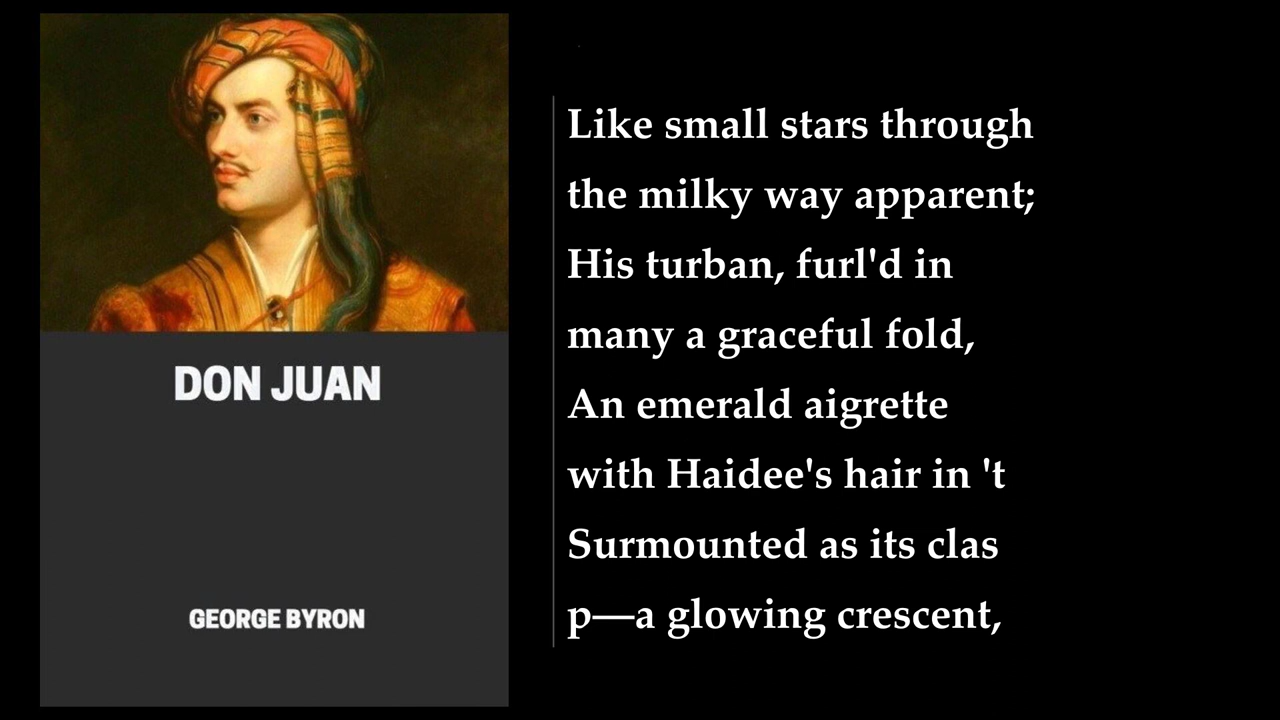 DON JUAN
GEORGE BYRON
Like small stars through
the milky way apparent;
His turban, furl'd in
many a graceful fold,
An emerald aigrette
with Haidee's hair in 't
Surmounted as its clas
p—a glowing crescent,